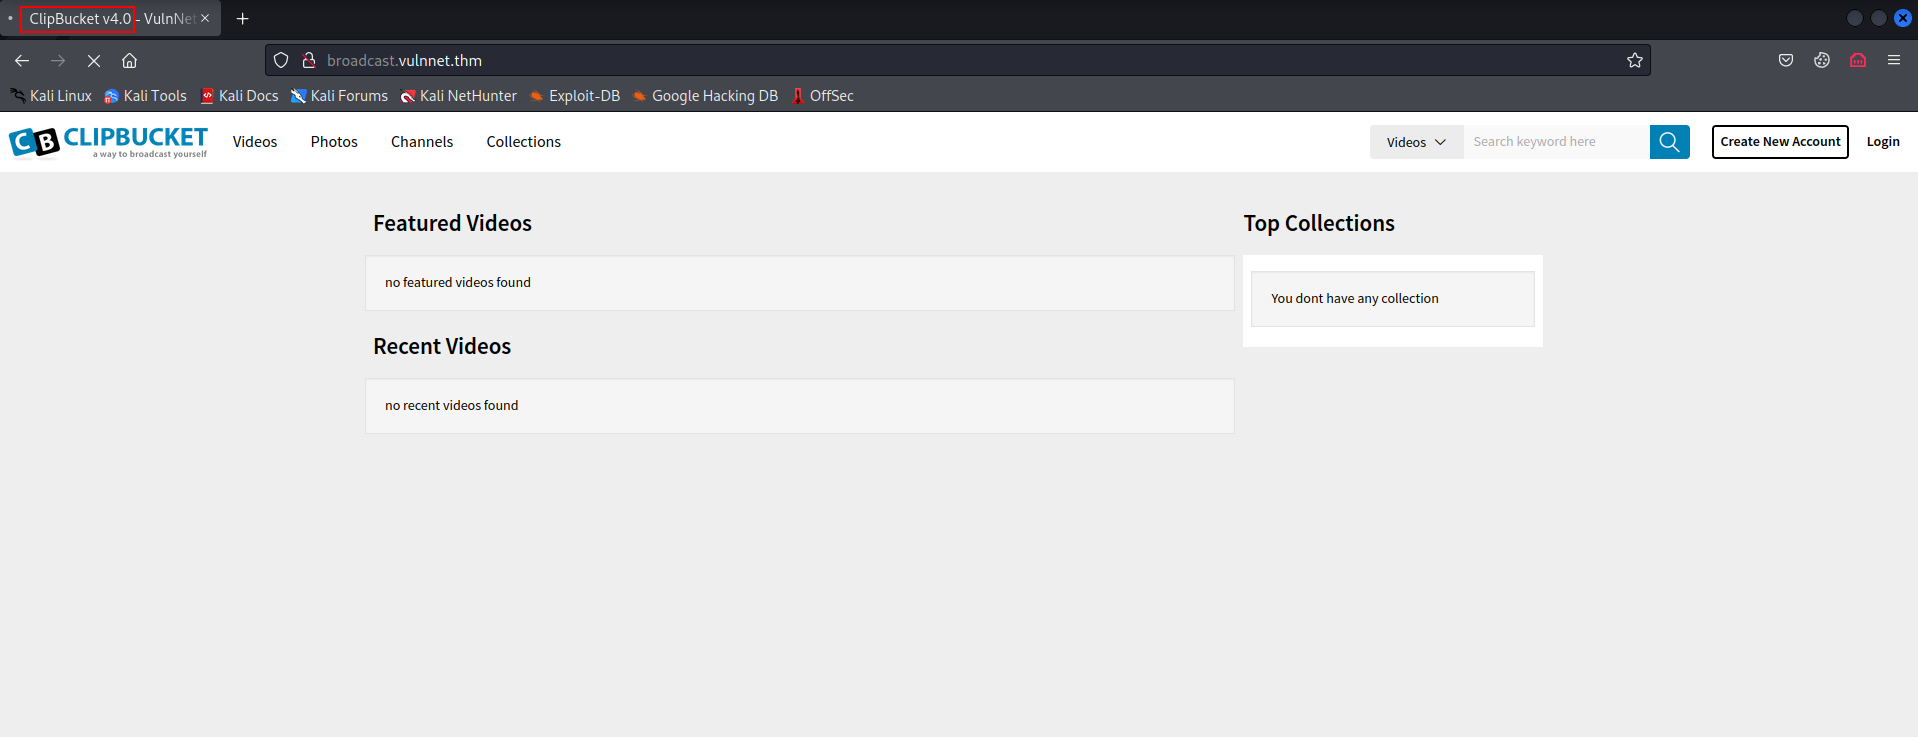 ClipBucket v4.0 - VulnNet
broadcast.vulnnet.thm
Kali Linux Kali Tools Kali Docs Kali Forums Kali NetHunter Exploit-DB Google Hacking DB OffSec
CB CLIPBUCKET
a way to broadcast yourself
Videos Photos Channels Collections Videos Search keyword here Create New Account Login
Featured Videos Top Collections
no featured videos found
You dont have any collection
Recent Videos
no recent videos found